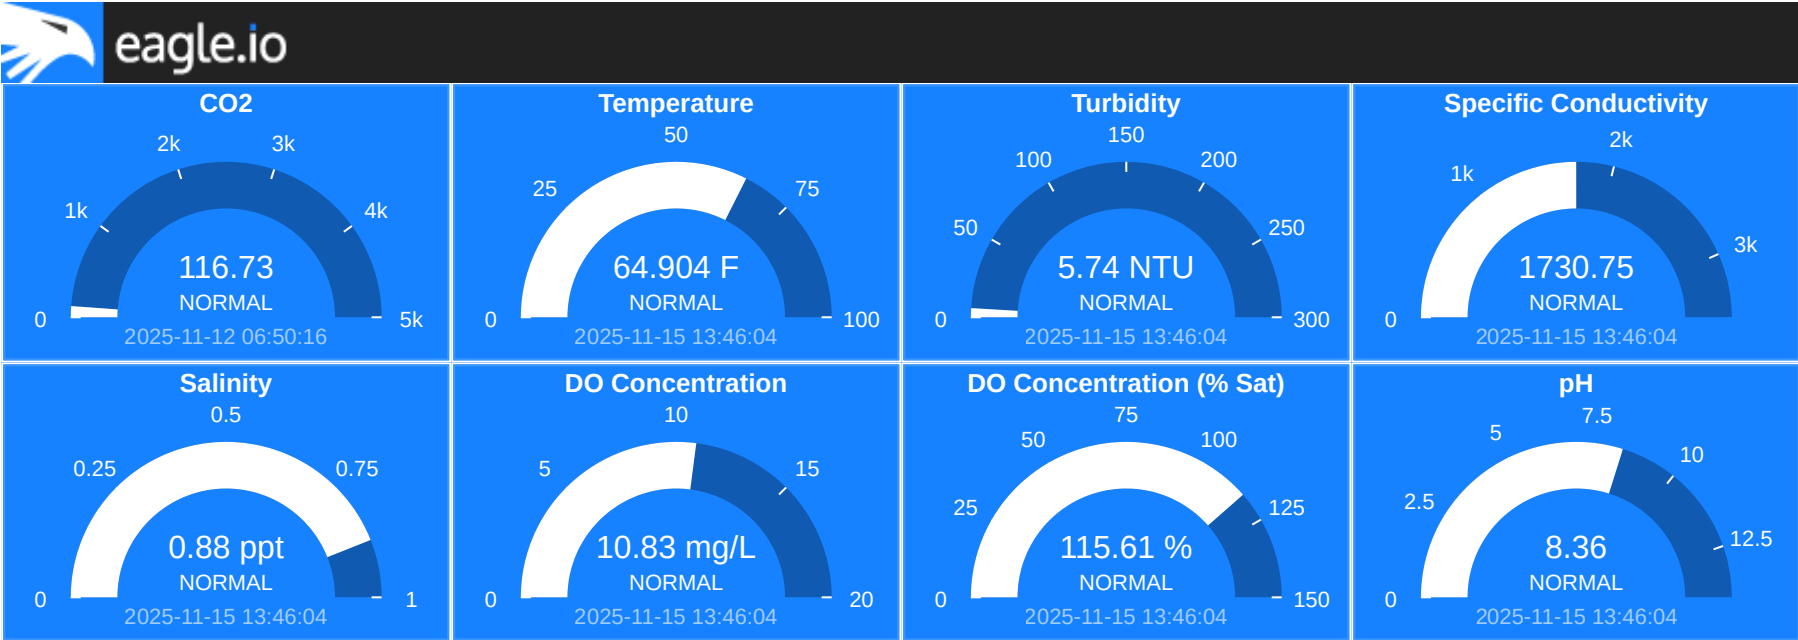 eagle.io
CO2
2k
3k
1k
4k
116.73
NORMAL
0
5k
2025-11-12 06:50:16
Temperature
50
25
75
64.904 F
NORMAL
0
100
2025-11-15 13:46:04
Turbidity
150
100
200
50
250
5.74 NTU
NORMAL
0
300
2025-11-15 13:46:04
Specific Conductivity
2k
1k
3k
1730.75
NORMAL
0
2025-11-15 13:46:04
Salinity
0.5
0.25
0.75
0.88 ppt
NORMAL
0
1
2025-11-15 13:46:04
DO Concentration
10
5
15
10.83 mg/L
NORMAL
0
20
2025-11-15 13:46:04
DO Concentration (% Sat)
75
50
100
25
125
115.61 %
NORMAL
0
150
2025-11-15 13:46:04
pH
7.5
5
10
2.5
12.5
8.36
NORMAL
0
2025-11-15 13:46:04